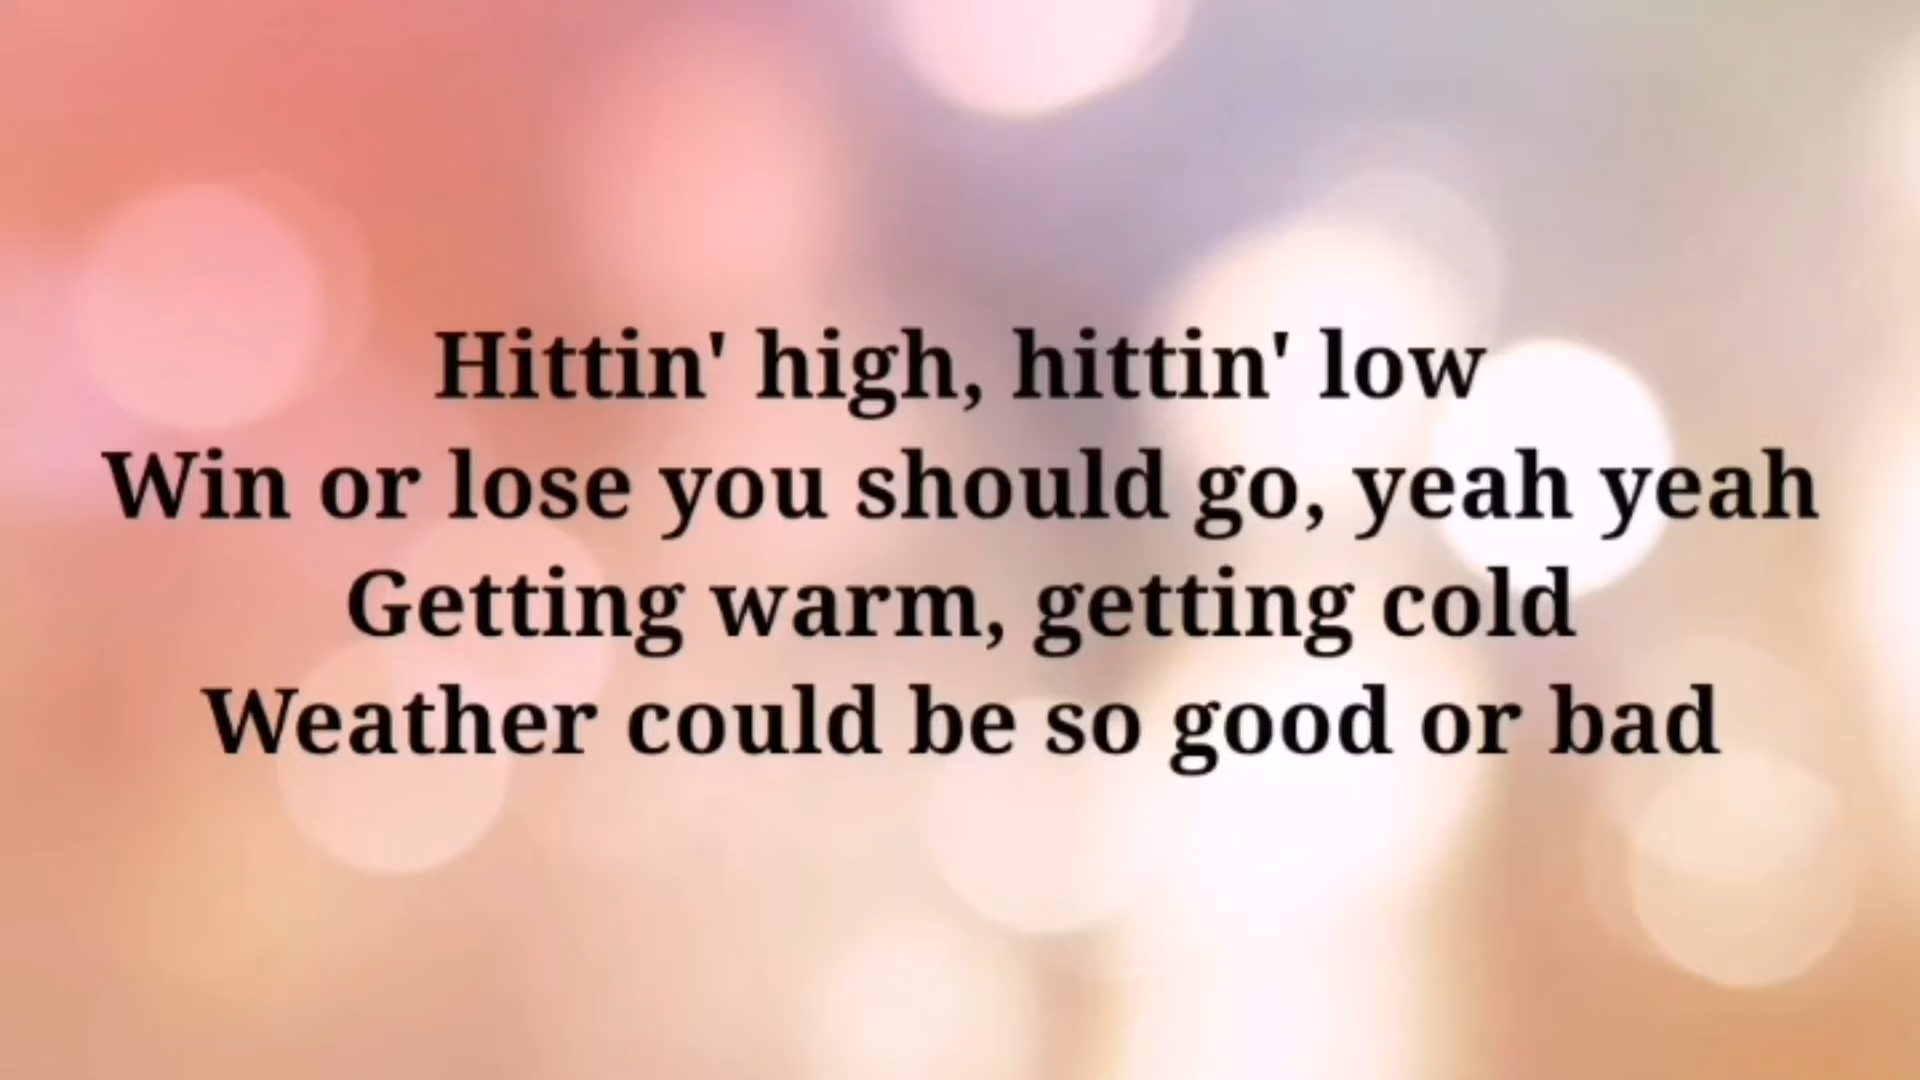 Hittin' high, hittin' low
Win or lose you should go, yeah yeah
Getting warm, getting cold
Weather could be so good or bad